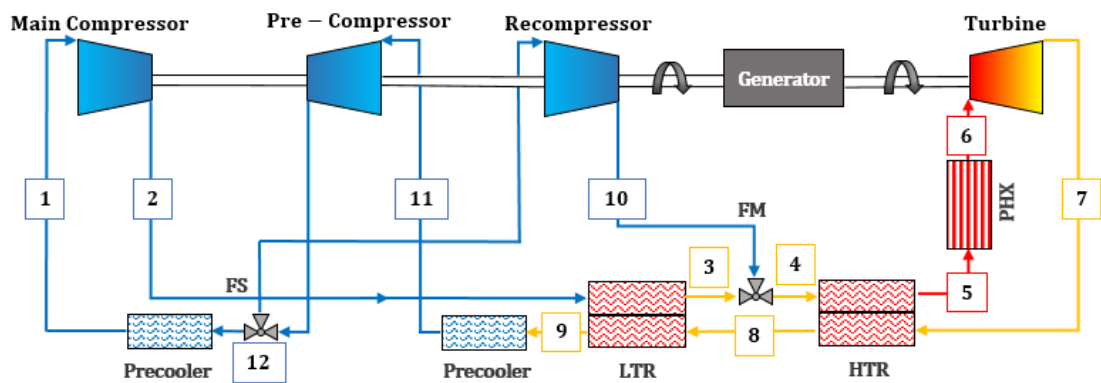 Main Compressor
Pre − Compressor
Recompressor
Turbine
Generator
6
1
2
11
10
7
PHX
FM
3
4
FS
5
9
8
12
Precooler
Precooler
LTR
HTR